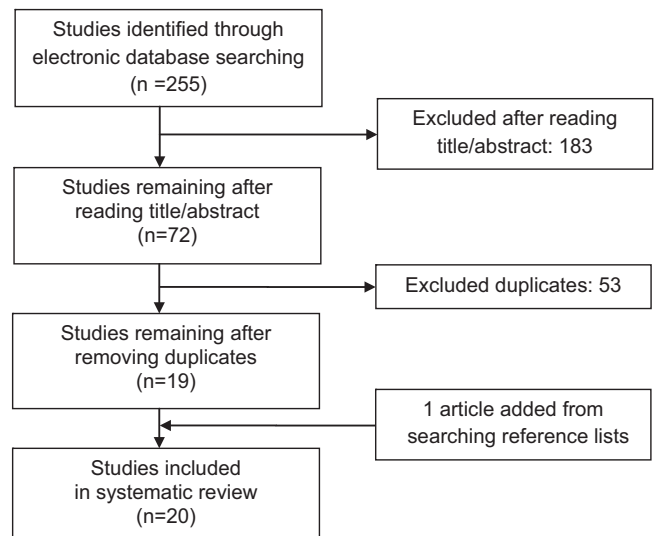 Studies identified through
electronic database searching
(n =255)
Excluded after reading
title/abstract: 183
Studies remaining after
reading title/abstract
(n=72)
Excluded duplicates: 53
Studies remaining after
removing duplicates
(n=19)
1 article added from
searching reference lists
Studies included
in systematic review
(n=20)